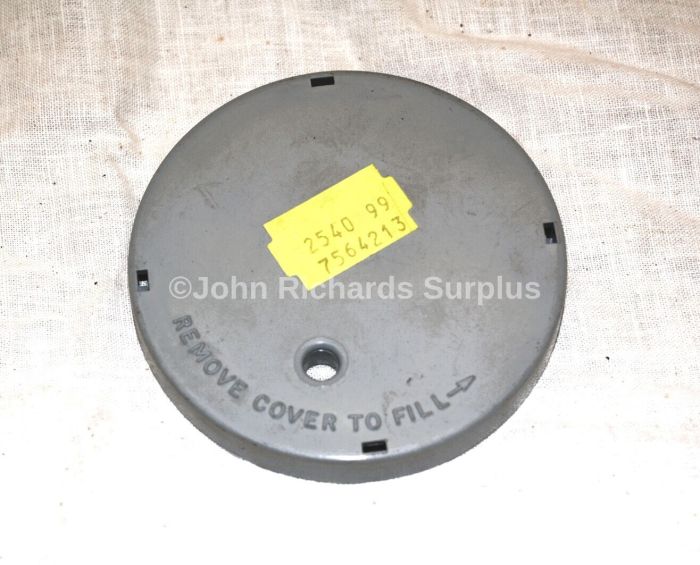 2540 99
7564213
©John Richards Surplus
REMOVE COVER TO FILL→